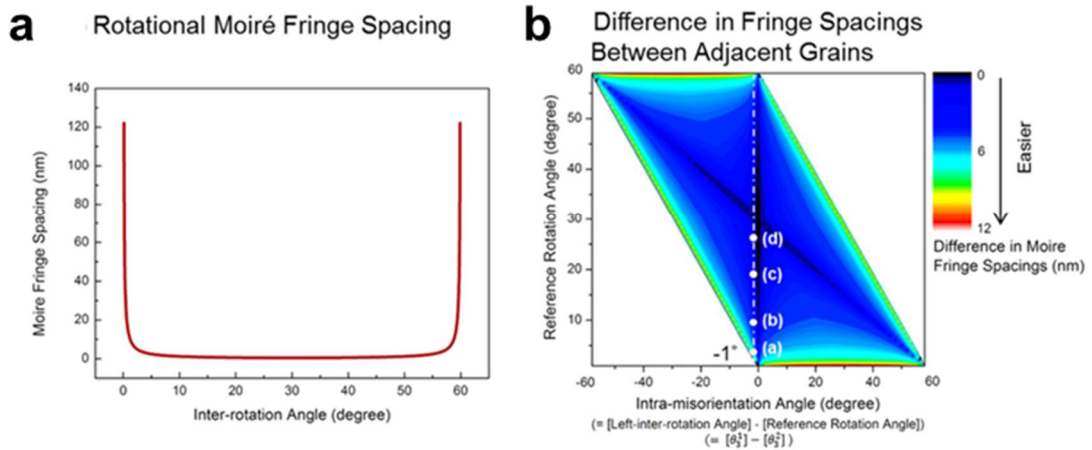 a
Rotational Moiré Fringe Spacing
140
120
100
80
60
40
20
0
Moire Fringe Spacing (nm)
0 10 20 30 40 50 60
Inter-rotation Angle (degree)
b
Difference in Fringe Spacings
Between Adjacent Grains
60
50
40
30
20
10
Reference Rotation Angle (degree)
(d)
(c)
(b)
(a)
-1°
-60 -40 -20 0 20 40 60
Intra-misorientation Angle (degree)
(= [Left-inter-rotation Angle] - [Reference Rotation Angle])
(= [θ₃¹] − [θ₃²] )
0
6
12
Easier
Difference in Moire
Fringe Spacings (nm)